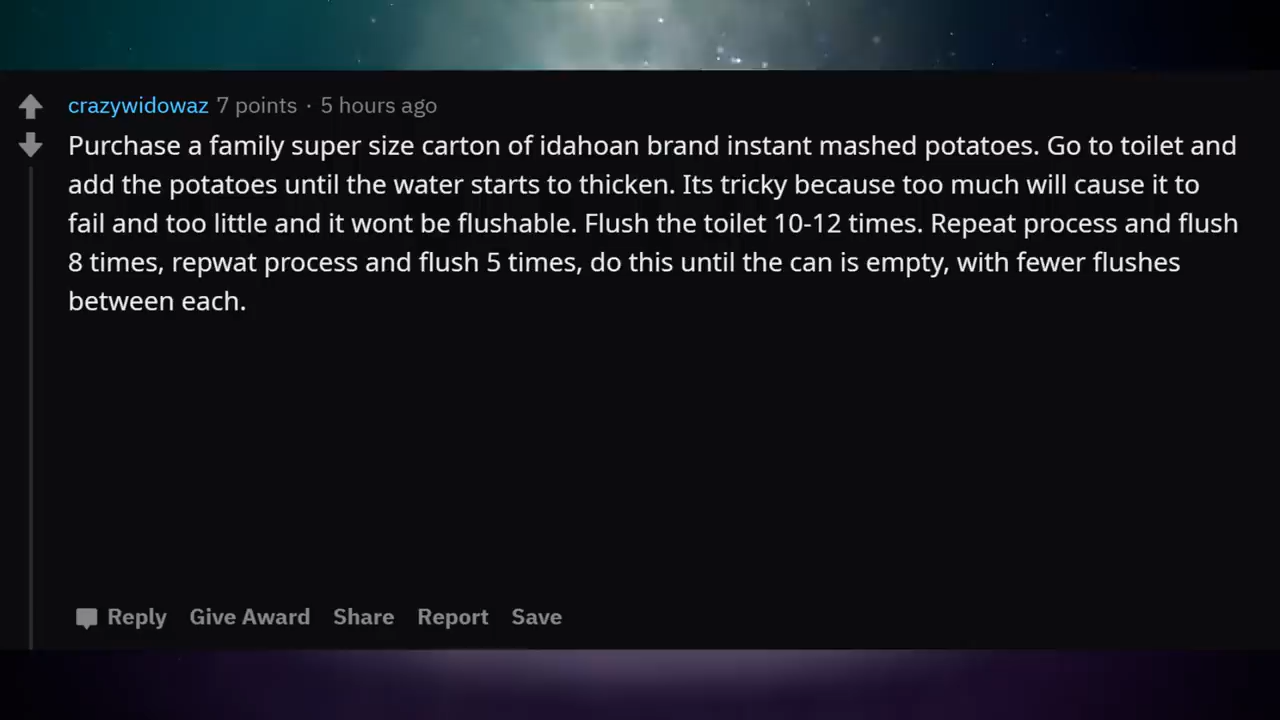 crazywidowaz 7 points · 5 hours ago
Purchase a family super size carton of idahoan brand instant mashed potatoes. Go to toilet and
add the potatoes until the water starts to thicken. Its tricky because too much will cause it to
fail and too little and it wont be flushable. Flush the toilet 10-12 times. Repeat process and flush
8 times, repwat process and flush 5 times, do this until the can is empty, with fewer flushes
between each.
Reply Give Award Share Report Save